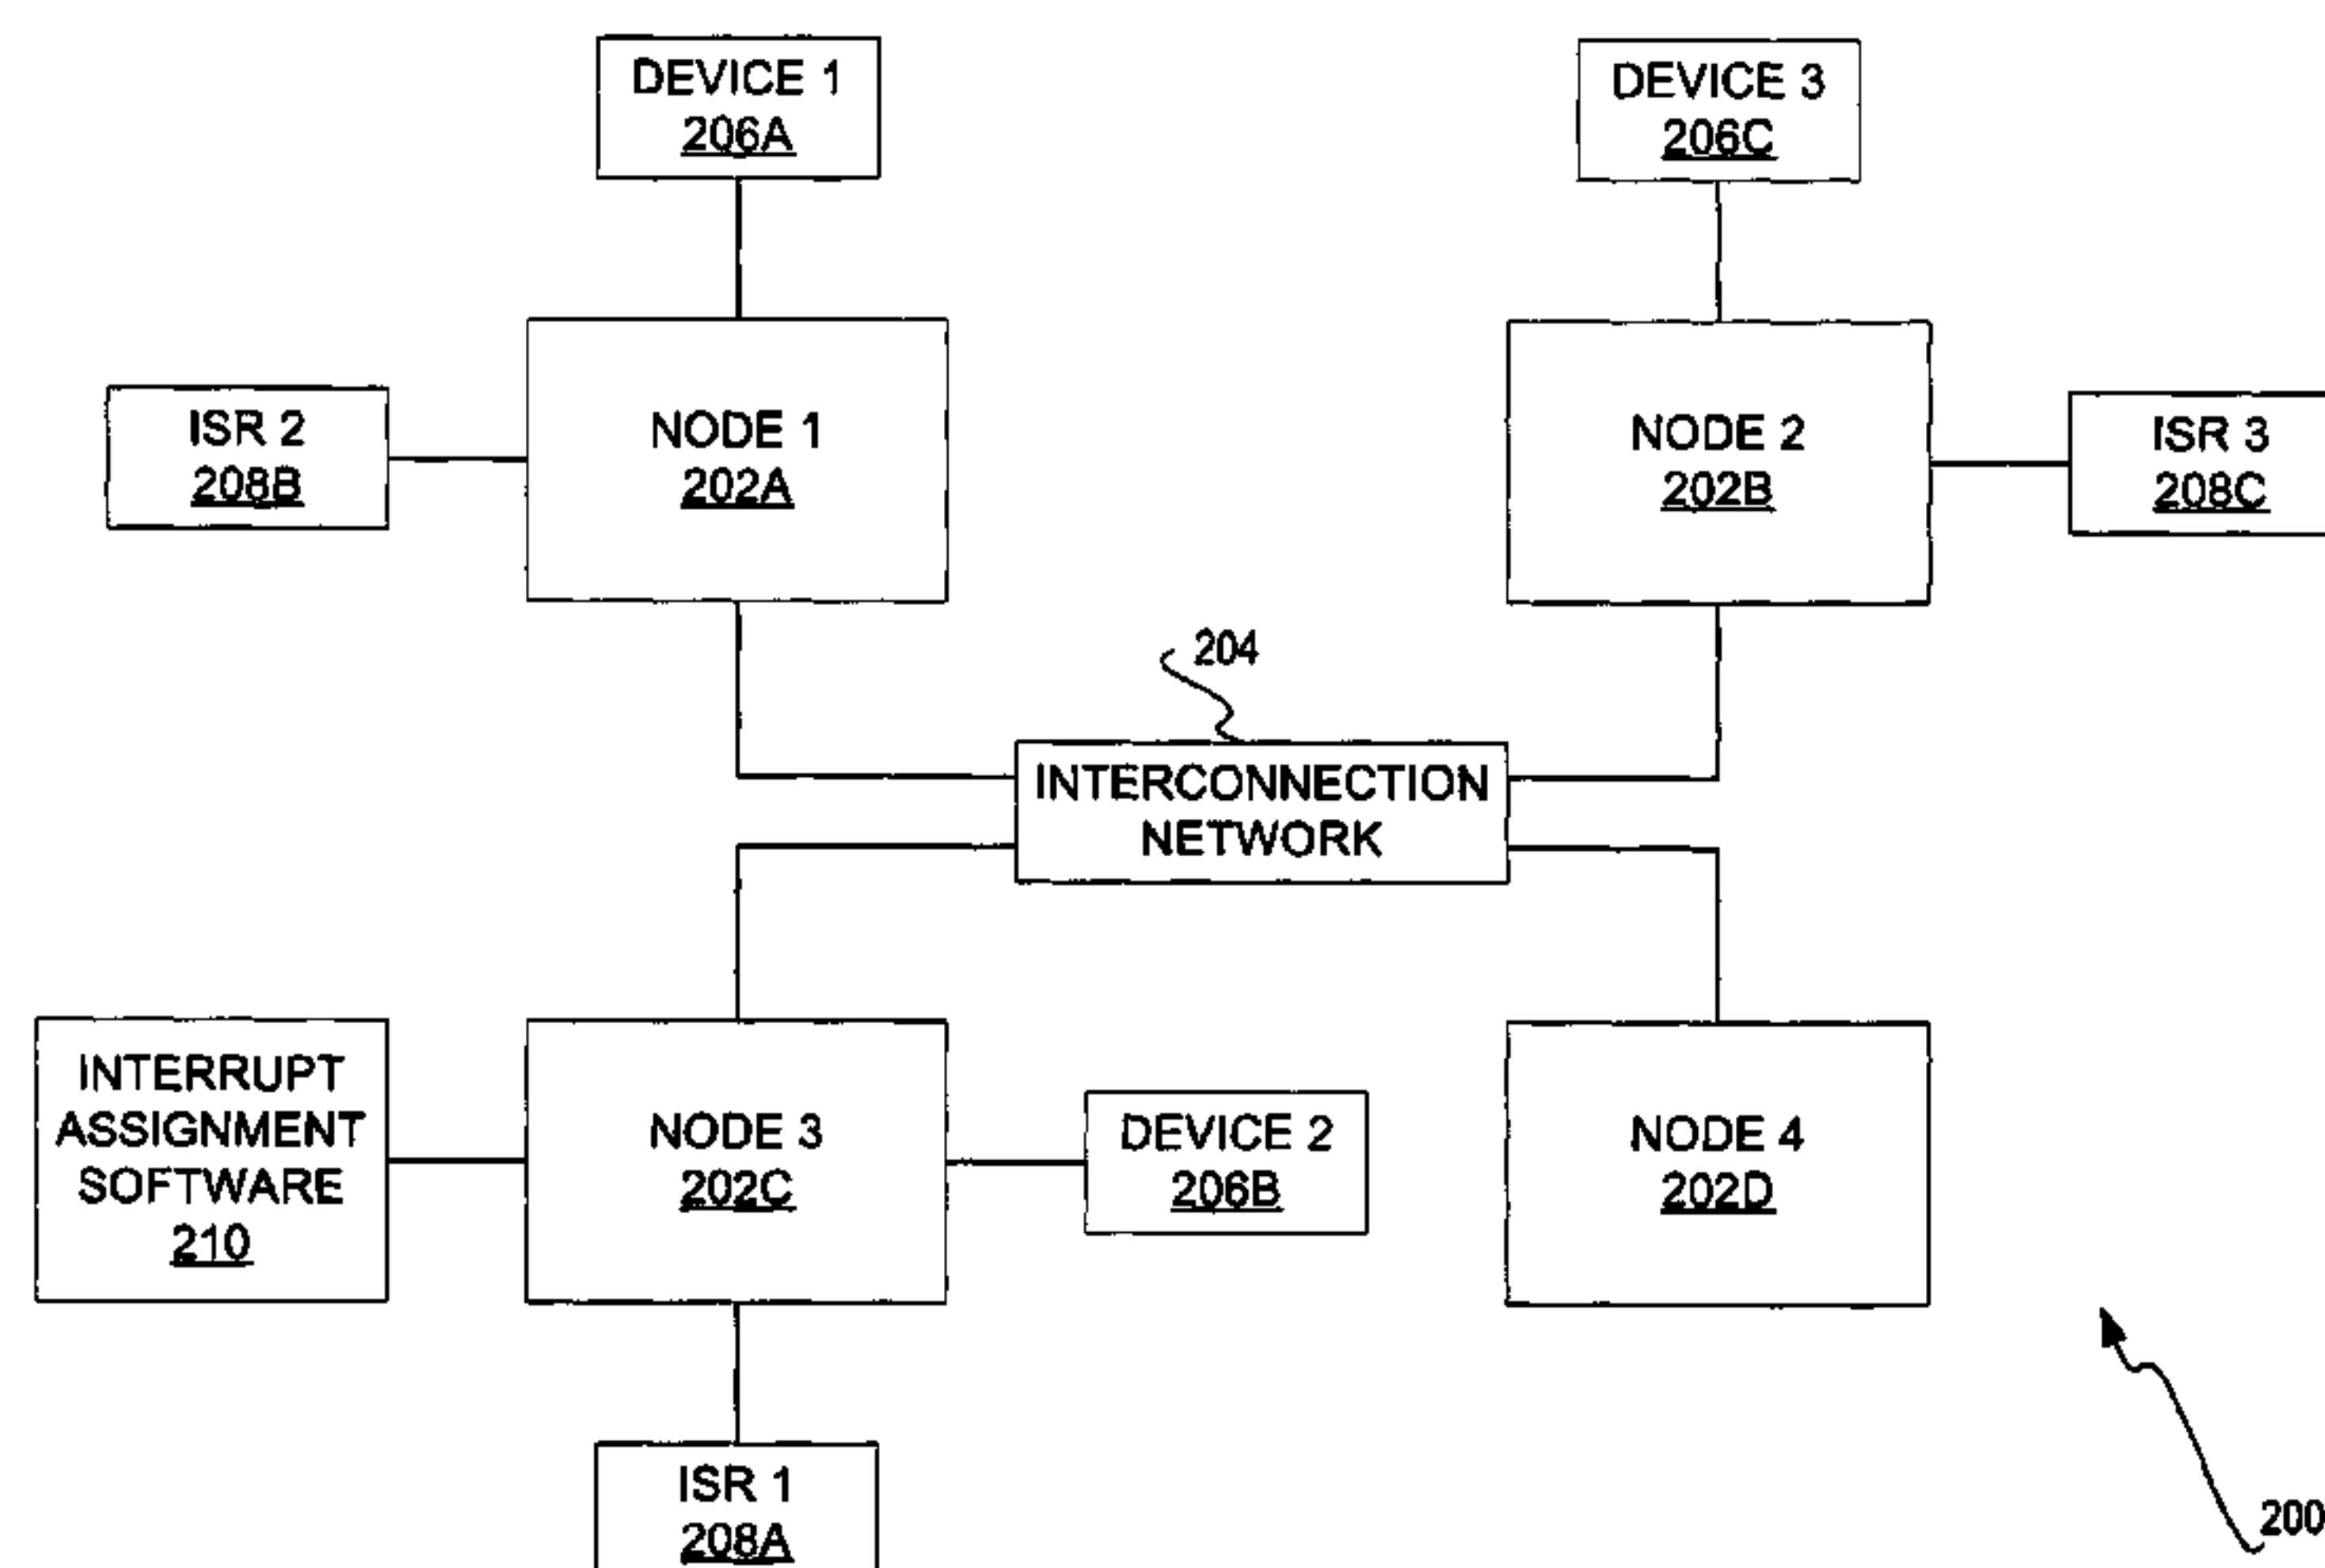 DEVICE 1
206A
DEVICE 3
206C
ISR 2
208B
NODE 1
202A
NODE 2
202B
ISR 3
208C
204
INTERCONNECTION
NETWORK
INTERRUPT
ASSIGNMENT
SOFTWARE
210
NODE 3
202C
DEVICE 2
206B
NODE 4
202D
ISR 1
208A
200